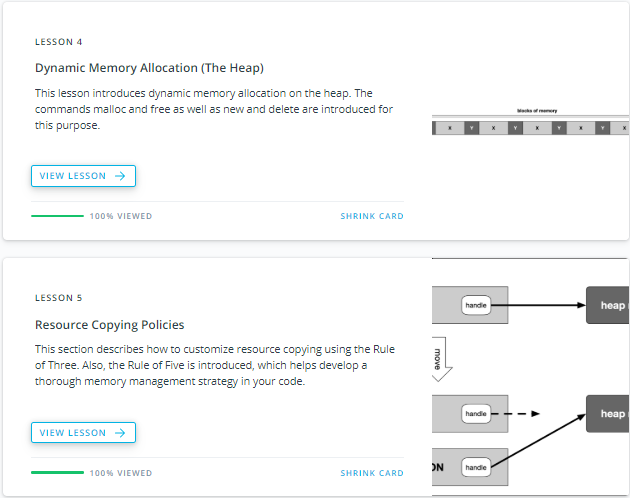 LESSON 4
Dynamic Memory Allocation (The Heap)
This lesson introduces dynamic memory allocation on the heap. The
commands malloc and free as well as new and delete are introduced for
this purpose.
blocks of memory
X Y X Y X Y X Y X
VIEW LESSON
100% VIEWED
SHRINK CARD
LESSON 5
Resource Copying Policies
This section describes how to customize resource copying using the Rule
of Three. Also, the Rule of Five is introduced, which helps develop a
thorough memory management strategy in your code.
handle
heap
move
handle
heap
ON
handle
VIEW LESSON
100% VIEWED
SHRINK CARD